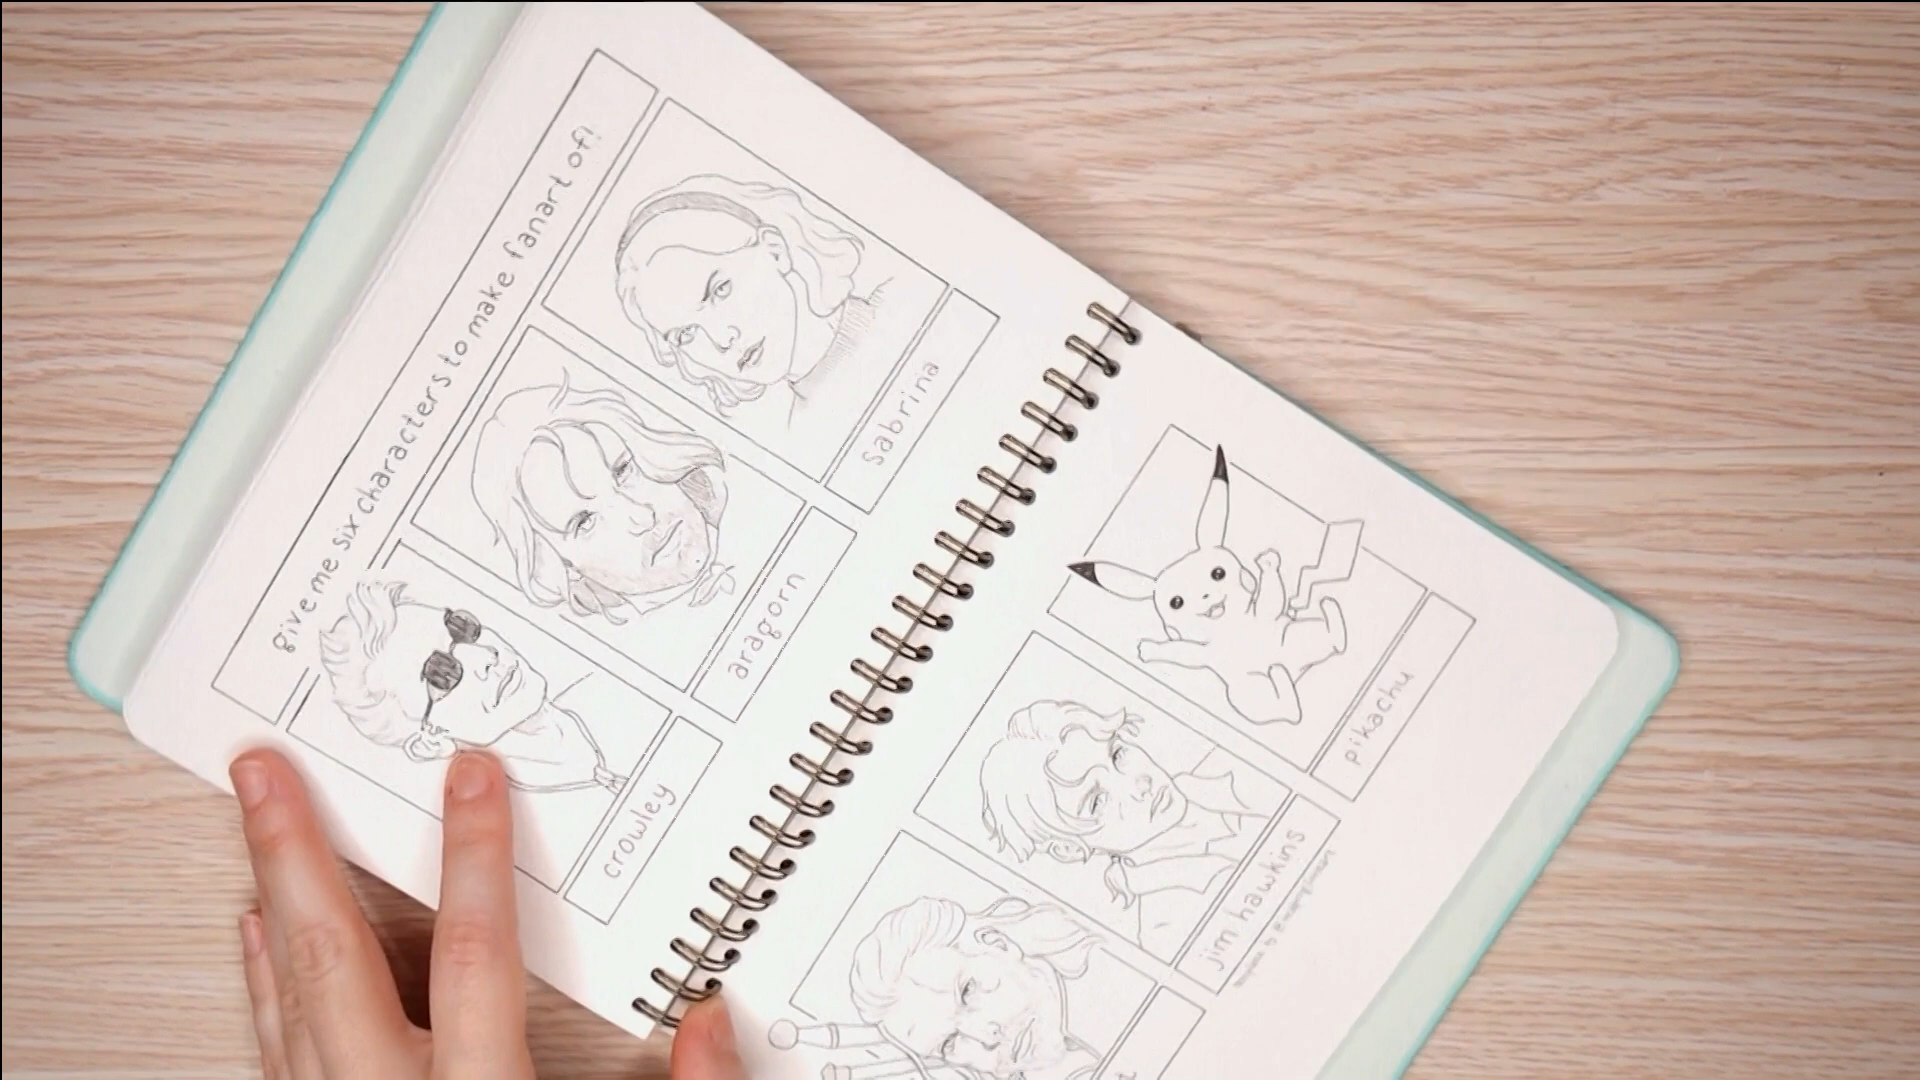 give me six characters to make fanart of!
crowley
aragorn
sabrina
jim hawkins
pikachu